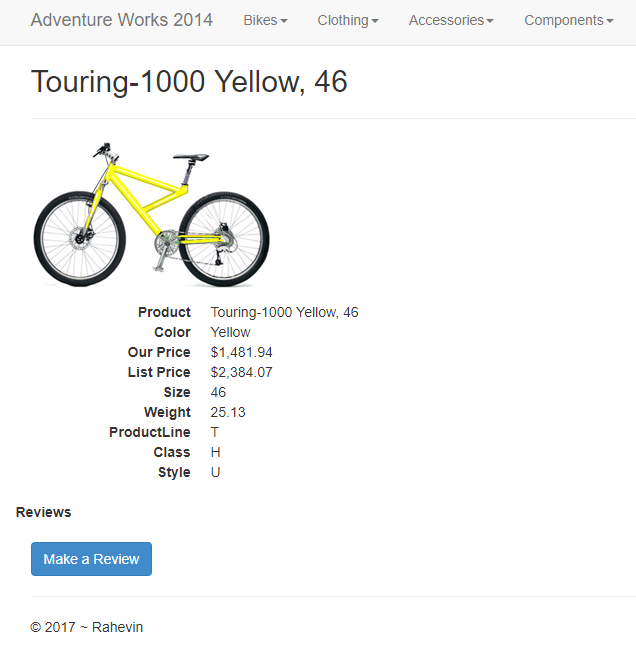 Adventure Works 2014 Bikes Clothing Accessories Components
Touring-1000 Yellow, 46
Product Touring-1000 Yellow, 46
Color Yellow
Our Price $1,481.94
List Price $2,384.07
Size 46
Weight 25.13
ProductLine T
Class H
Style U
Reviews
Make a Review
© 2017 ~ Rahevin